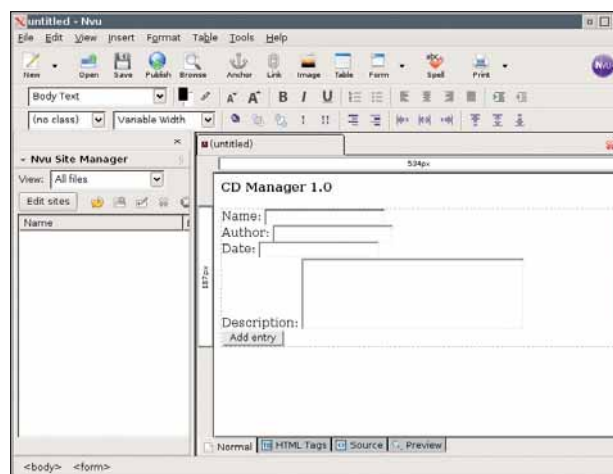 untitled - Nvu
File Edit View Insert Format Table Tools Help
New Open Save Publish Browse Anchor Link Image Table Form Spell Print
Body Text
(no class) Variable Width
(untitled)
Nvu Site Manager
534px
View: All files
CD Manager 1.0
Edit sites
Name
Name:
Author:
Date:
187px
Description:
Add entry
Normal HTML Tags Source Preview
<body> <form>